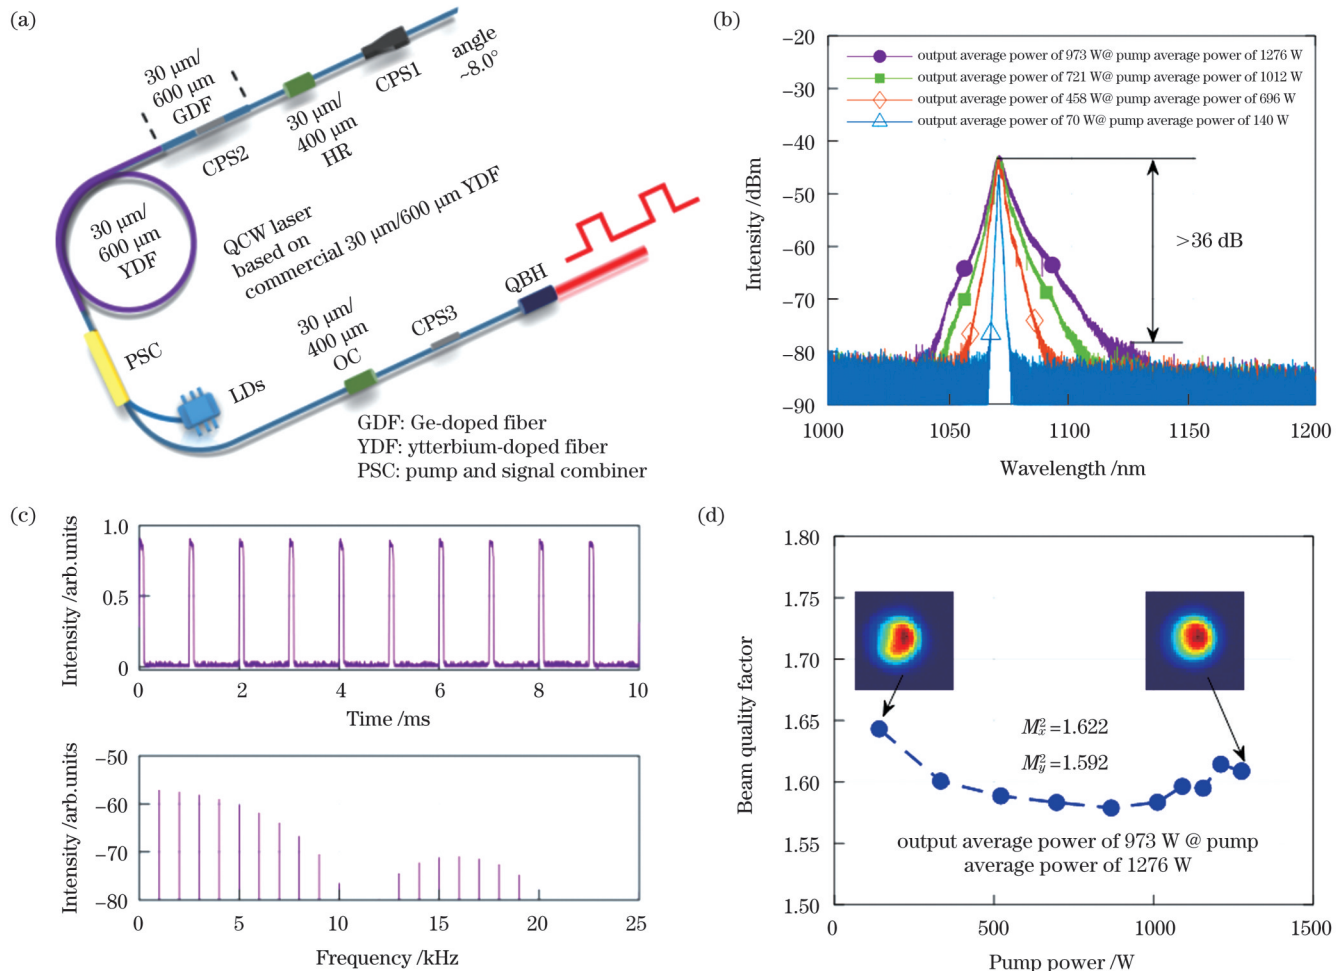 (a)
30 μm/
600 μm
GDF
CPS2
30 μm/
400 μm
HR
CPS1
angle
~8.0°
30 μm/
600 μm
YDF
QCW laser
based on
commercial 30 μm/600 μm YDF
PSC
LDs
30 μm/
400 μm
OC
CPS3
QBH
GDF: Ge-doped fiber
YDF: ytterbium-doped fiber
PSC: pump and signal combiner
(b)
-20
-30
-40
-50
-60
-70
-80
-90
Intensity /dBm
output average power of 973 W@ pump average power of 1276 W
output average power of 721 W@ pump average power of 1012 W
output average power of 458 W@ pump average power of 696 W
output average power of 70 W@ pump average power of 140 W
>36 dB
1000
1050
1100
1150
1200
Wavelength /nm
(c)
1.0
0.5
0
Intensity /arb.units
0 2 4 6 8 10
Time /ms
-50
-60
-70
-80
Intensity /arb.units
0 5 10 15 20 25
Frequency /kHz
(d)
1.80
1.75
1.70
1.65
1.60
1.55
1.50
Beam quality factor
M²x=1.622
M²y=1.592
output average power of 973 W @ pump
average power of 1276 W
0 500 1000 1500
Pump power /W